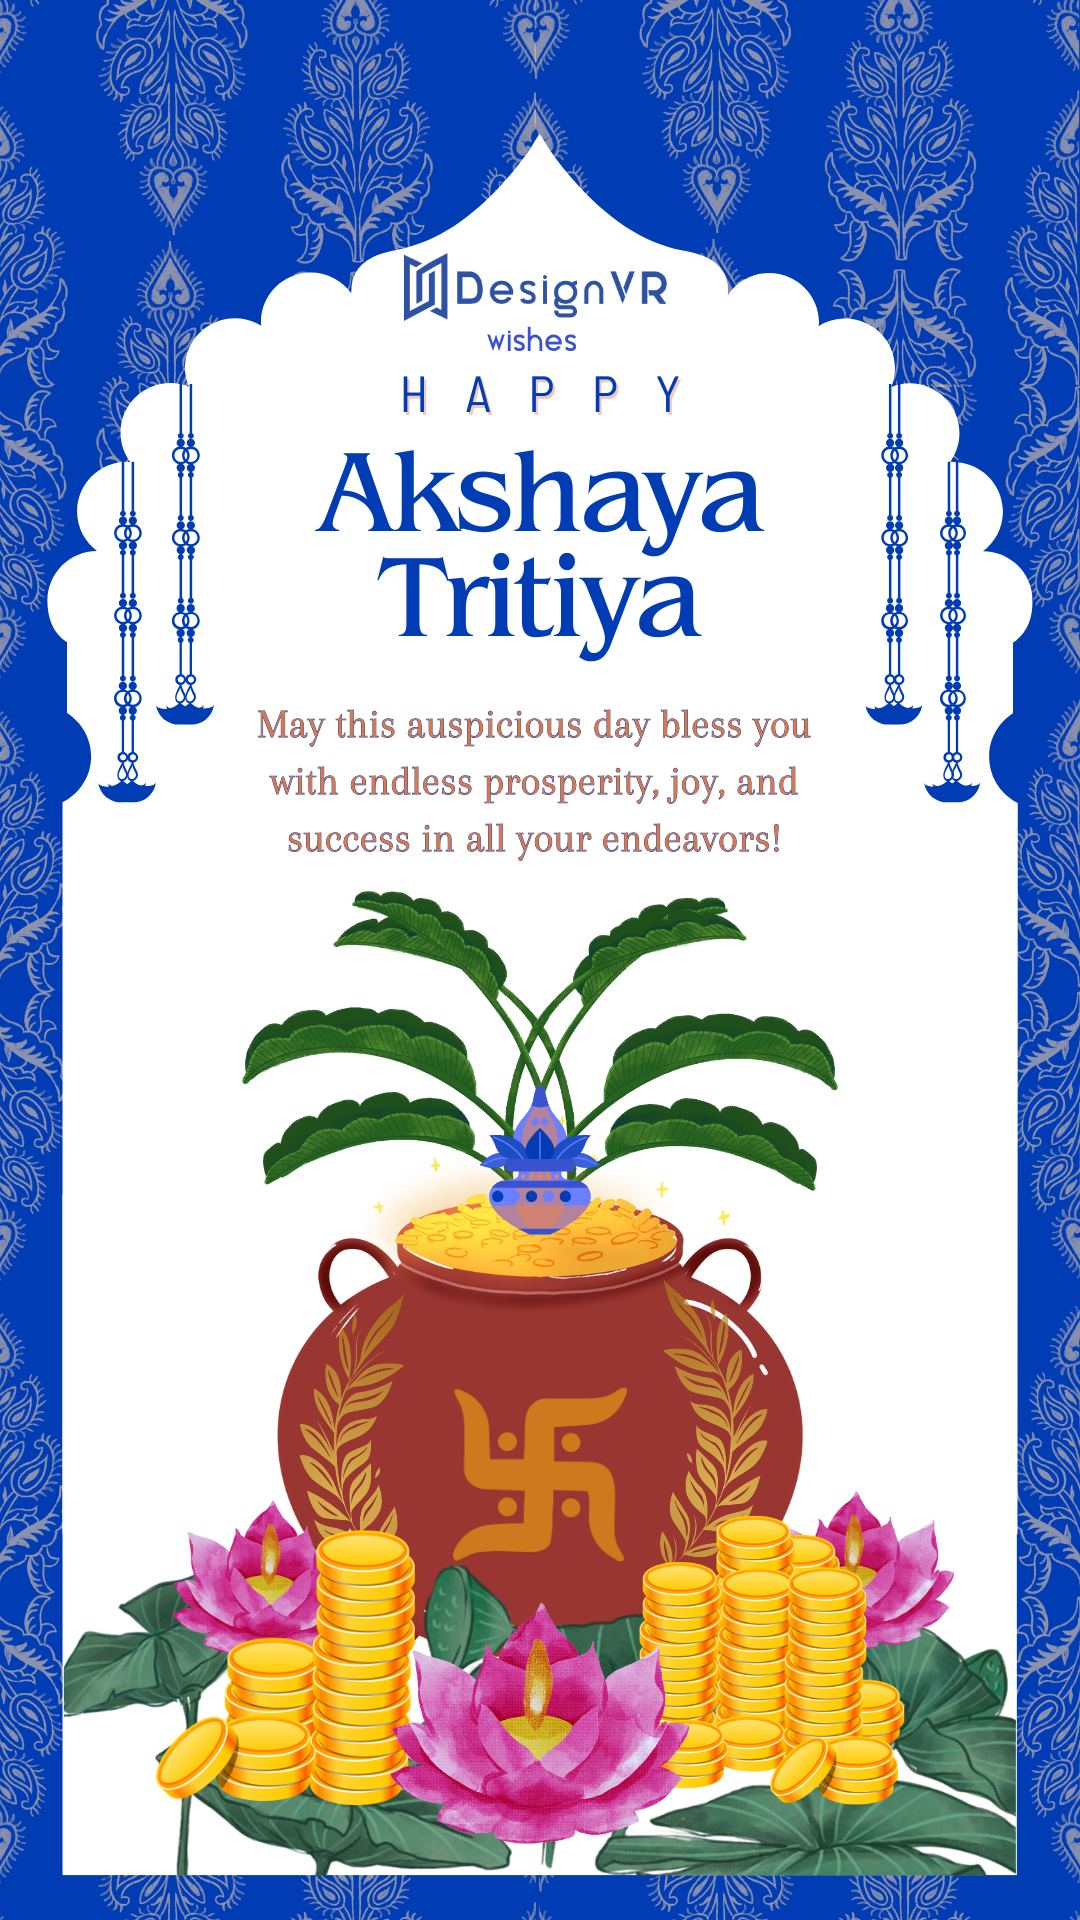 DesignVR
wishes
HAPPY
Akshaya
Tritiya
May this auspicious day bless you
with endless prosperity, joy, and
success in all your endeavors!